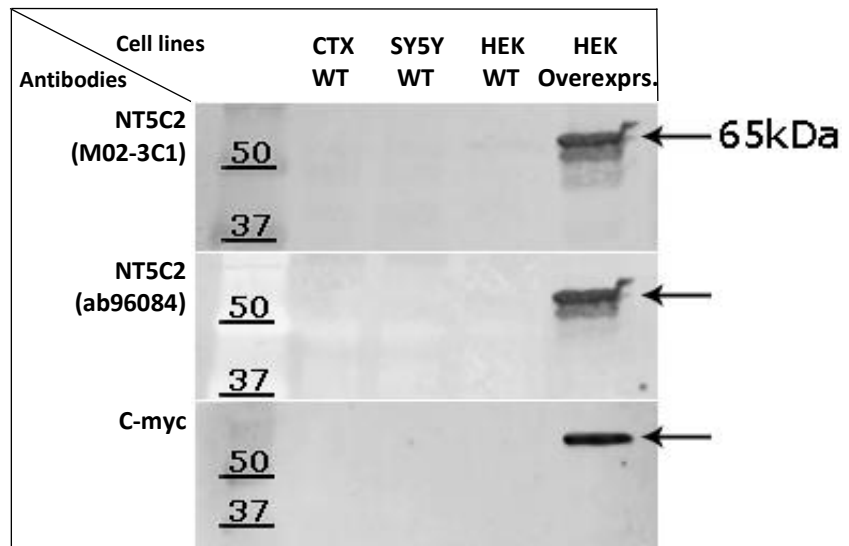 Cell lines
Antibodies
CTX WT
SY5Y WT
HEK WT
HEK Overexprs.
NT5C2
(M02-3C1)
50
37
65kDa
NT5C2
(ab96084)
50
37
C-myc
50
37